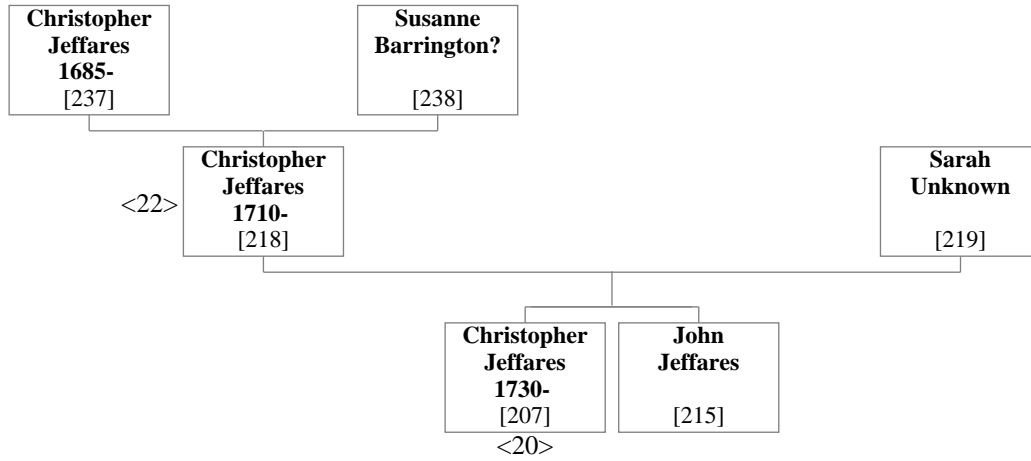 Christopher
Jeffares
1685-
[237]
Susanne
Barrington?
[238]
Christopher
Jeffares
1710-
[218]
<22>
Sarah
Unknown
[219]
Christopher
Jeffares
1730-
[207]
<20>
John
Jeffares
[215]